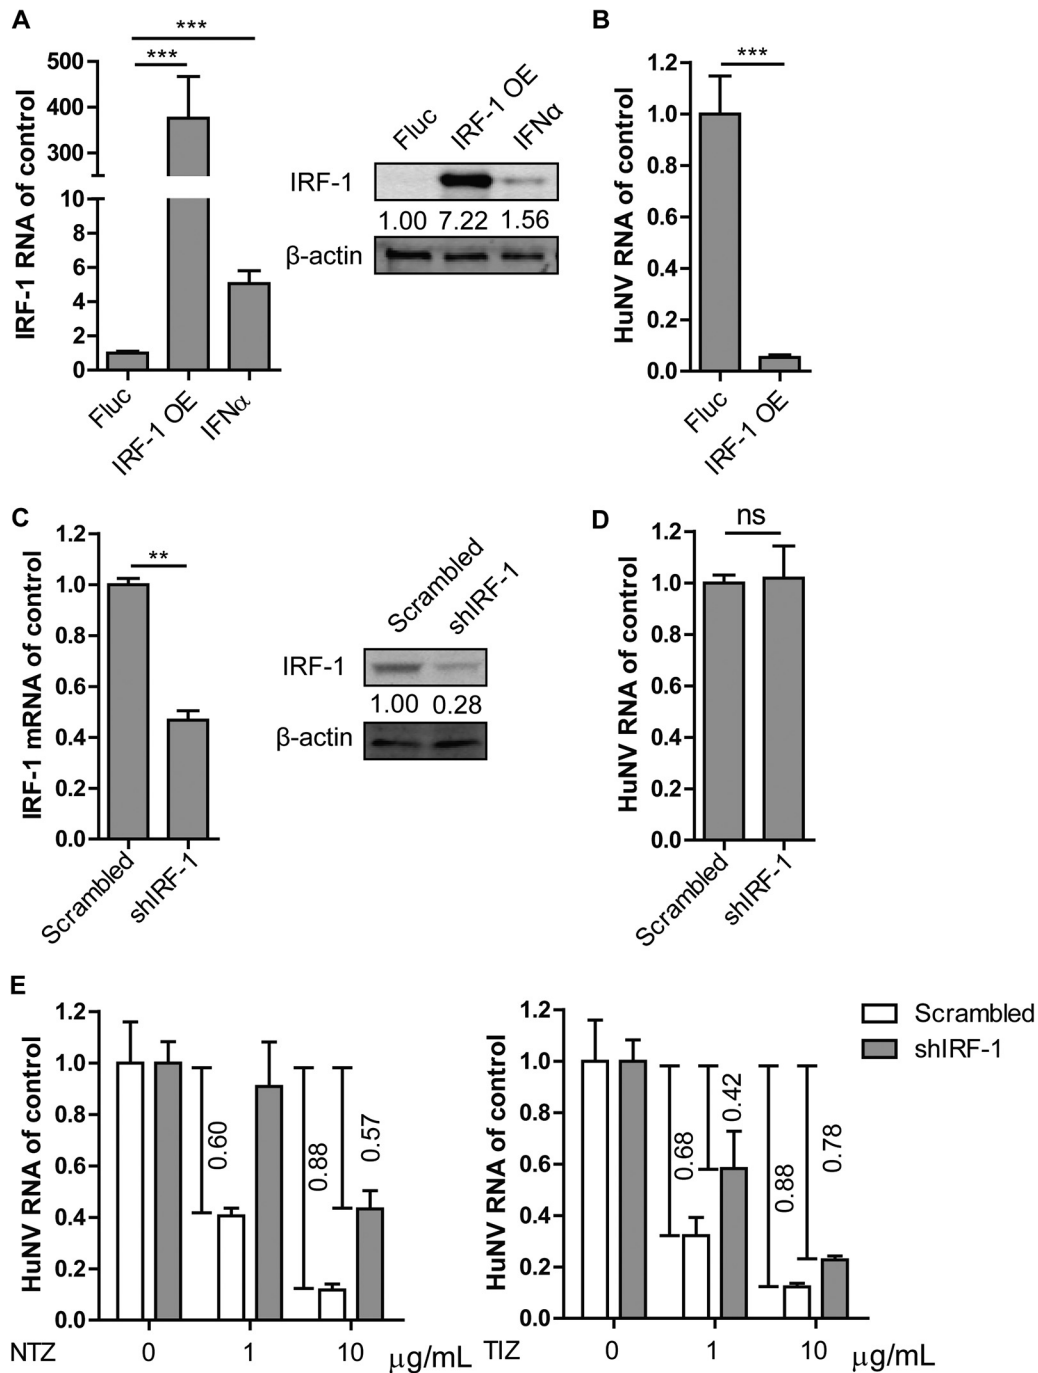 A
***
***
IRF-1 RNA of control
500
400
300
10
8
6
4
2
0
Fluc
IRF-1 OE
IFNα
Fluc
IRF-1 OE
IFNα
IRF-1
1.00 7.22 1.56
β-actin
B
***
HuNV RNA of control
1.2
1.0
0.8
0.6
0.4
0.2
0.0
Fluc
IRF-1 OE
C
**
IRF-1 mRNA of control
1.2
1.0
0.8
0.6
0.4
0.2
0.0
Scrambled
shIRF-1
Scrambled
shIRF-1
IRF-1
1.00 0.28
β-actin
D
ns
HuNV RNA of control
1.2
1.0
0.8
0.6
0.4
0.2
0.0
Scrambled
shIRF-1
E
HuNV RNA of control
1.2
1.0
0.8
0.6
0.4
0.2
0.0
0.60
0.88
0.57
NTZ 0 1 10 μg/mL
HuNV RNA of control
1.2
1.0
0.8
0.6
0.4
0.2
0.0
0.68
0.42
0.88
0.78
TIZ 0 1 10 μg/mL
Scrambled
shIRF-1